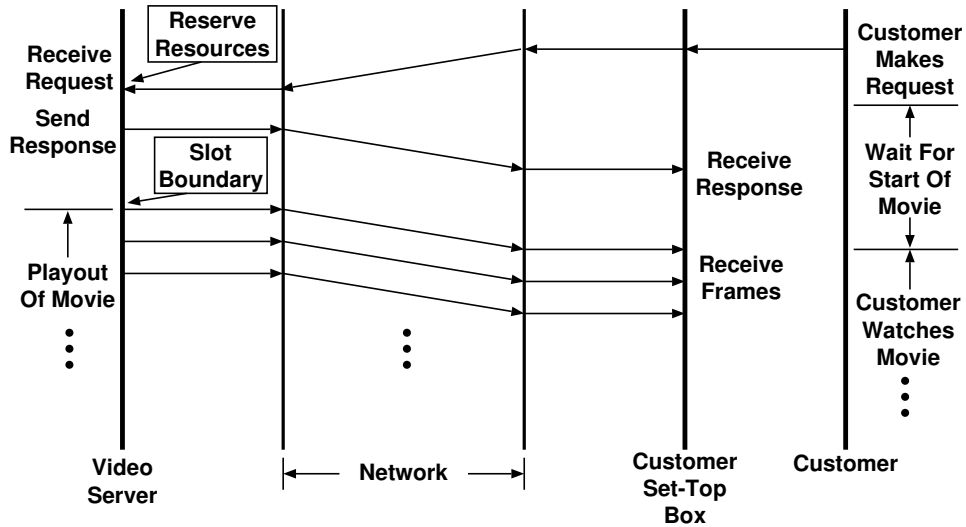 Reserve
Resources
Receive
Request
Send
Response
Slot
Boundary
Playout
Of Movie
Receive
Response
Receive
Frames
Customer
Makes
Request
Wait For
Start Of
Movie
Customer
Watches
Movie
Video
Server
Network
Customer
Set-Top
Box
Customer